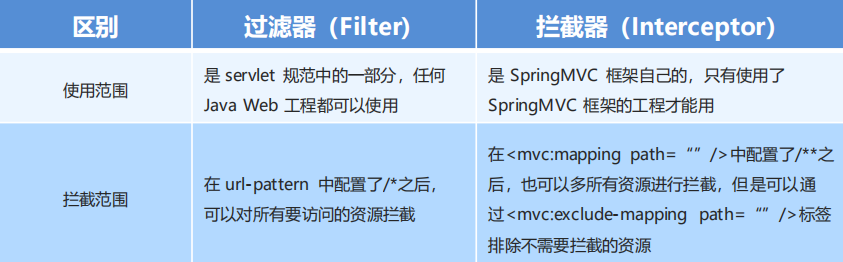 区别
过滤器（Filter）
拦截器（Interceptor）
使用范围
是 servlet 规范中的一部分，任何
Java Web 工程都可以使用
是 SpringMVC 框架自己的，只有使用了
SpringMVC 框架的工程才能用
拦截范围
在 url-pattern 中配置了/*之后，
可以对所有要访问的资源拦截
在<mvc:mapping path=“”/>中配置了/**之
后，也可以多所有资源进行拦截，但是可以通
过<mvc:exclude-mapping path=“”/>标签
排除不需要拦截的资源